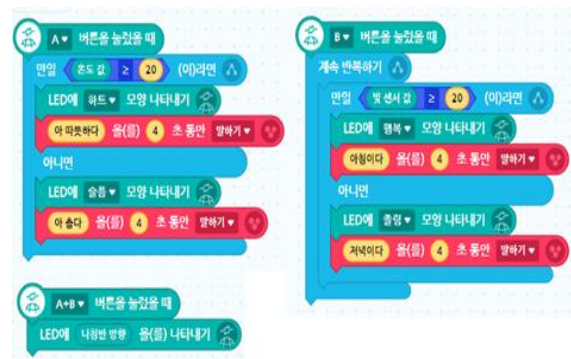 A 버튼을 눌렀을 때
만일 온도 값 ≥ 20 (이)라면
LED에 하트 모양 나타내기
아 따뜻하다 을(를) 4 초 동안 말하기
아니면
LED에 슬픔 모양 나타내기
아 춥다 을(를) 4 초 동안 말하기
A+B 버튼을 눌렀을 때
LED에 나침반 방향 을(를) 나타내기
B 버튼을 눌렀을 때
계속 반복하기
만일 빛 센서 값 ≥ 20 (이)라면
LED에 행복 모양 나타내기
아침이다 을(를) 4 초 동안 말하기
아니면
LED에 졸림 모양 나타내기
저녁이다 을(를) 4 초 동안 말하기